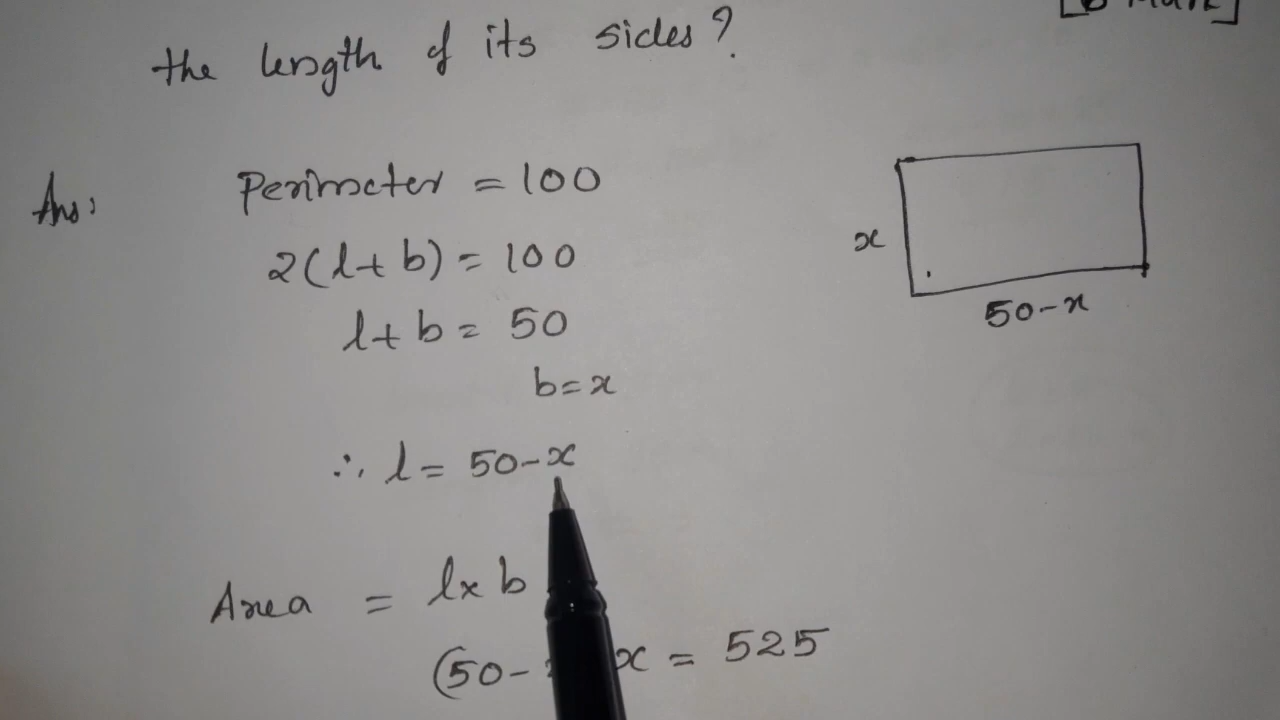 the length of its sides?
Ans:
Perimeter = 100
2(l+b) = 100
l+b = 50
b=x
∴ l = 50-x
x
50-x
Area = l×b
(50- x = 525